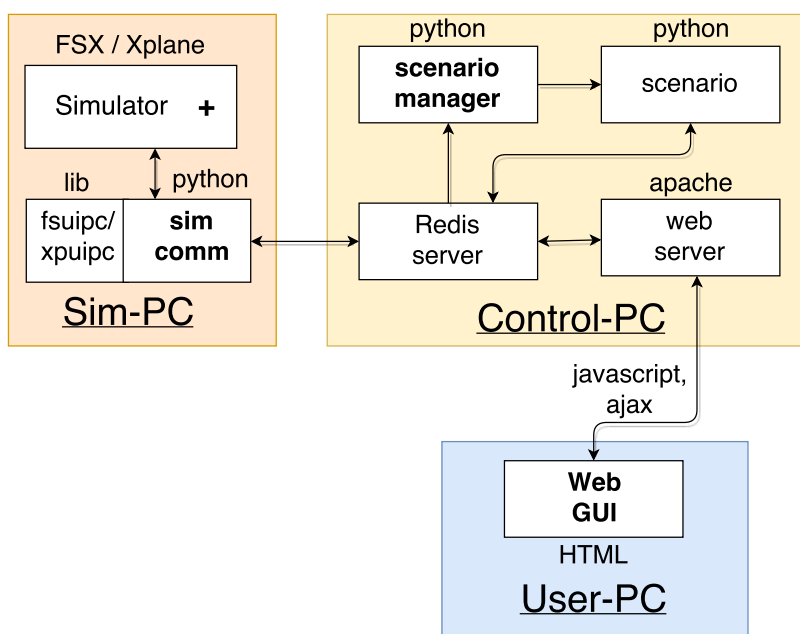 FSX / Xplane
Simulator +
lib
python
fsuipc/
xpuipc
sim
comm
Sim-PC
python
scenario
manager
python
scenario
Redis
server
apache
web
server
Control-PC
javascript,
ajax
Web
GUI
HTML
User-PC